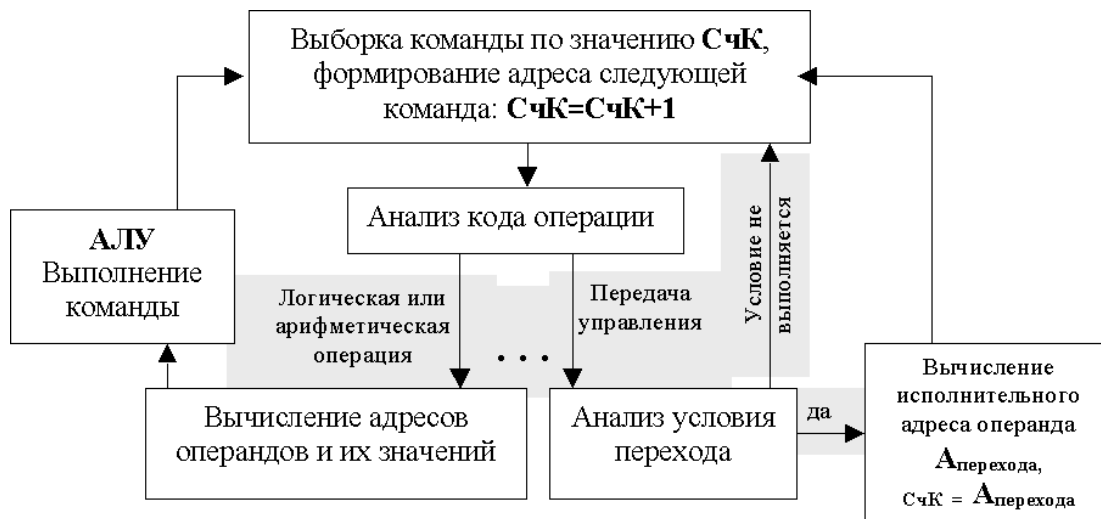 Выборка команды по значению СчК,
формирование адреса следующей
команда: СчК=СчК+1
Анализ кода операции
АЛУ
Выполнение
команды
Логическая или
арифметическая
операция
Передача
управления
...
Условие не
выполняется
Вычисление адресов
операндов и их значений
Анализ условия
перехода
да
Вычисление
исполнительного
адреса операнда
Aперехода,
СчК = Aперехода